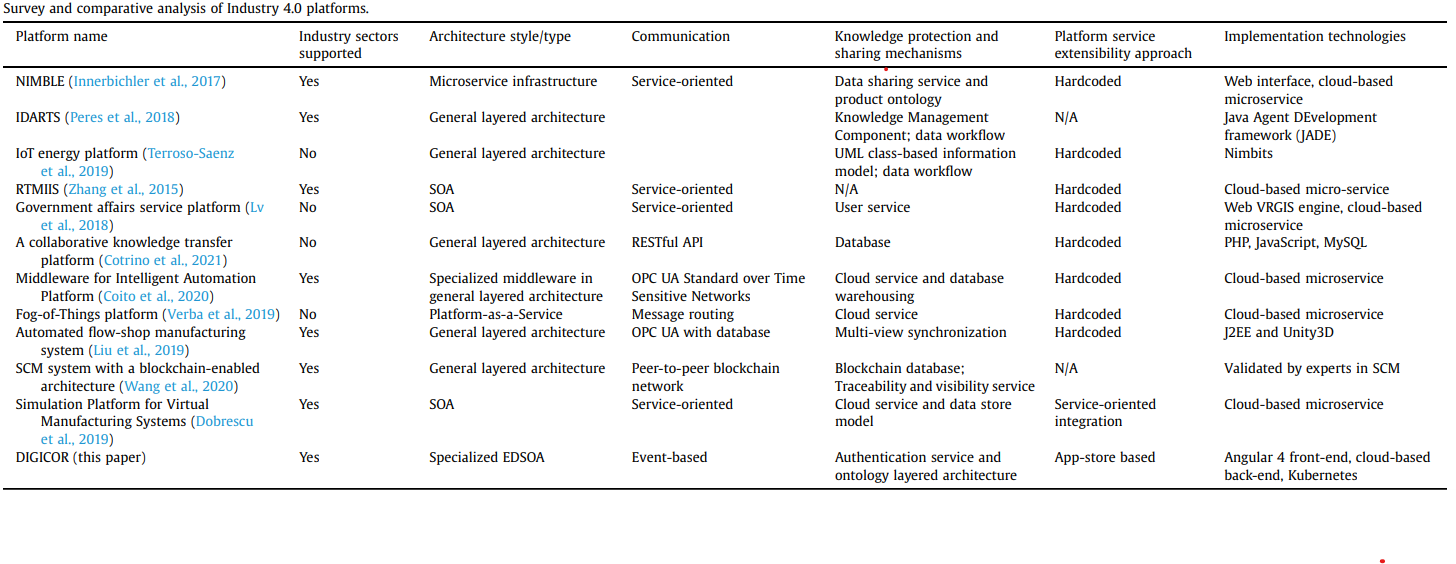 Survey and comparative analysis of Industry 4.0 platforms.
Platform name Industry sectors Architecture style/type Communication Knowledge protection and Platform service Implementation technologies
supported sharing mechanisms extensibility approach
NIMBLE (Innerbichler et al., 2017) Yes Microservice infrastructure Service-oriented Data sharing service and Hardcoded Web interface, cloud-based
product ontology microservice
IDARTS (Peres et al., 2018) Yes General layered architecture Knowledge Management N/A Java Agent DEvelopment
Component; data workflow framework (JADE)
IoT energy platform (Terroso-Saenz No General layered architecture UML class-based information Hardcoded Nimbits
et al., 2019) model; data workflow
RTMIIS (Zhang et al., 2015) Yes SOA Service-oriented N/A Hardcoded Cloud-based micro-service
Government affairs service platform (Lv No SOA Service-oriented User service Hardcoded Web VRGIS engine, cloud-based
et al., 2018) microservice
A collaborative knowledge transfer No General layered architecture RESTful API Database Hardcoded PHP, JavaScript, MySQL
platform (Cotrino et al., 2021)
Middleware for Intelligent Automation Yes Specialized middleware in OPC UA Standard over Time Cloud service and database Hardcoded Cloud-based microservice
Platform (Coito et al., 2020) general layered architecture Sensitive Networks warehousing
Fog-of-Things platform (Verba et al., 2019) No Platform-as-a-Service Message routing Cloud service Hardcoded Cloud-based microservice
Automated flow-shop manufacturing Yes General layered architecture OPC UA with database Multi-view synchronization Hardcoded J2EE and Unity3D
system (Liu et al., 2019)
SCM system with a blockchain-enabled Yes General layered architecture Peer-to-peer blockchain Blockchain database; N/A Validated by experts in SCM
architecture (Wang et al., 2020) network Traceability and visibility service
Simulation Platform for Virtual Yes SOA Service-oriented Cloud service and data store Service-oriented Cloud-based microservice
Manufacturing Systems (Dobrescu model integration
et al., 2019)
DIGICOR (this paper) Yes Specialized EDSOA Event-based Authentication service and App-store based Angular 4 front-end, cloud-based
ontology layered architecture back-end, Kubernetes